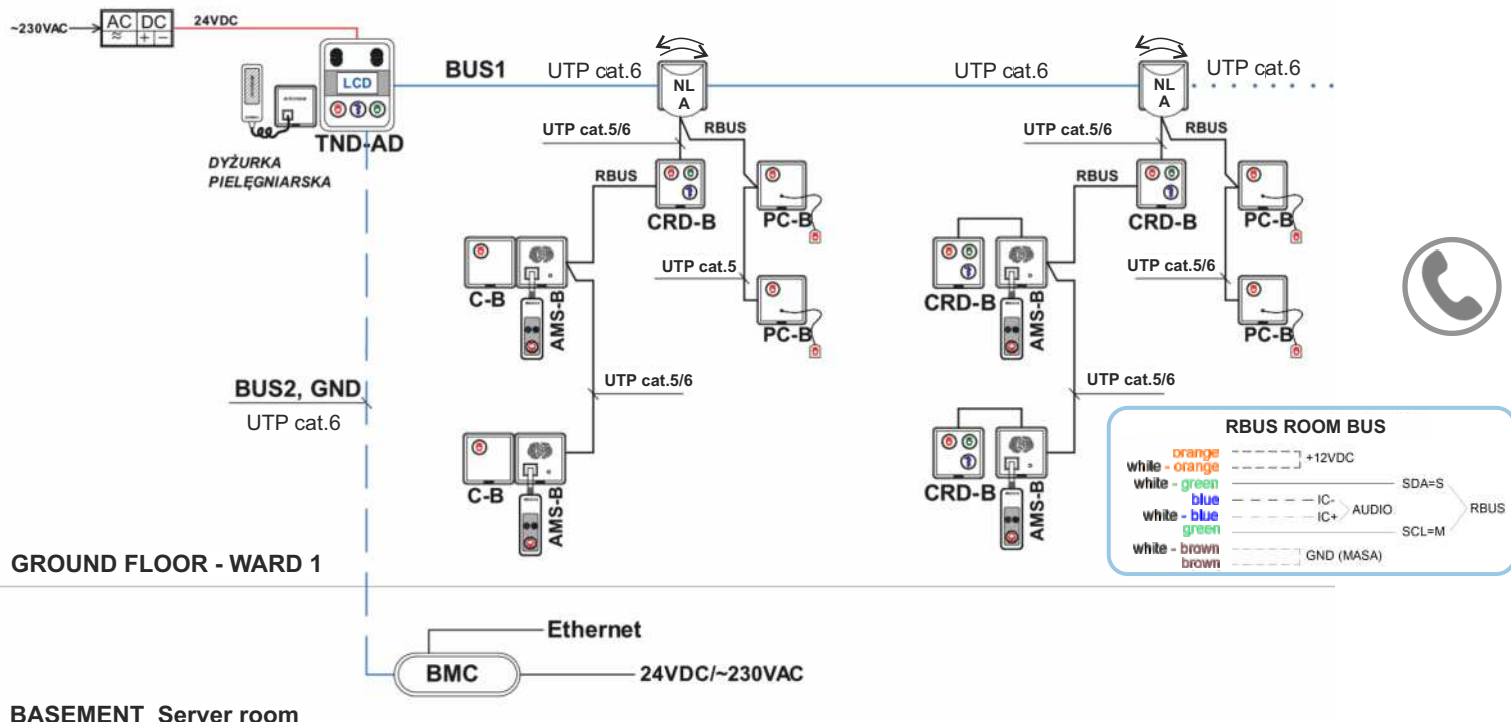 ~230VAC
AC DC
≈ + −
24VDC
LCD
TND-AD
DYŻURKA
PIELĘGNIARSKA
BUS1
UTP cat.6
NL
A
UTP cat.6
NL
A
UTP cat.6
UTP cat.5/6
RBUS
RBUS
CRD-B
PC-B
C-B
AMS-B
UTP cat.5
PC-B
UTP cat.5/6
C-B
AMS-B
UTP cat.5/6
RBUS
RBUS
CRD-B
PC-B
CRD-B
AMS-B
UTP cat.5/6
PC-B
UTP cat.5/6
CRD-B
AMS-B
BUS2, GND
UTP cat.6
RBUS ROOM BUS
orange
white - orange
+12VDC
white - green
SDA=S
blue
IC-
white - blue
IC+
AUDIO
RBUS
green
SCL=M
white - brown
brown
GND (MASA)
GROUND FLOOR - WARD 1
Ethernet
BMC
24VDC/~230VAC
BASEMENT Server room